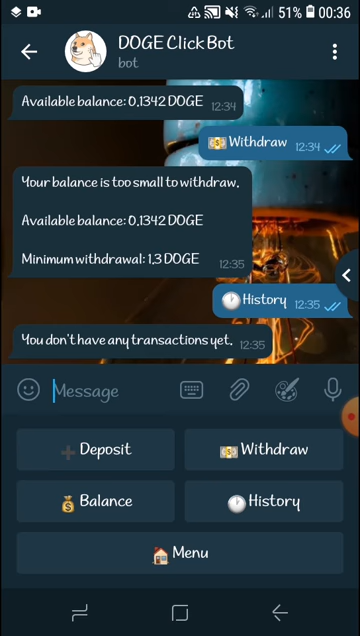 51% 00:36
DOGE Click Bot
bot
Available balance: 0,1342 DOGE 12:34
Withdraw 12:34
Your balance is too small to withdraw.
Available balance: 0,1342 DOGE
Minimum withdrawal: 1,3 DOGE 12:35
History 12:35
You don't have any transactions yet. 12:35
Message
Deposit Withdraw
Balance History
Menu